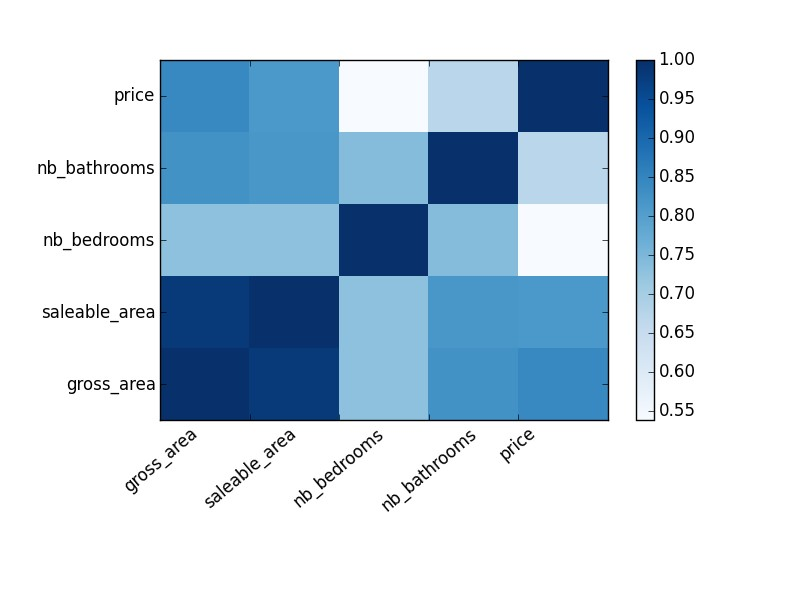 price
nb_bathrooms
nb_bedrooms
saleable_area
gross_area
gross_area
saleable_area
nb_bedrooms
nb_bathrooms
price
1.00
0.95
0.90
0.85
0.80
0.75
0.70
0.65
0.60
0.55